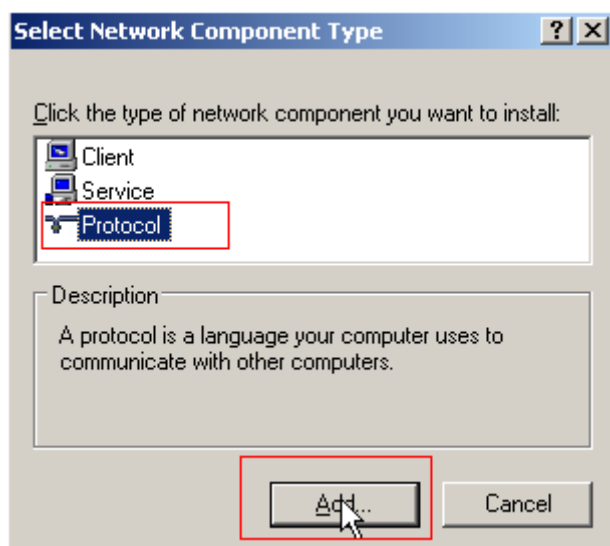 Select Network Component Type
Click the type of network component you want to install:
Client
Service
Protocol
Description
A protocol is a language your computer uses to
communicate with other computers.
Add...
Cancel